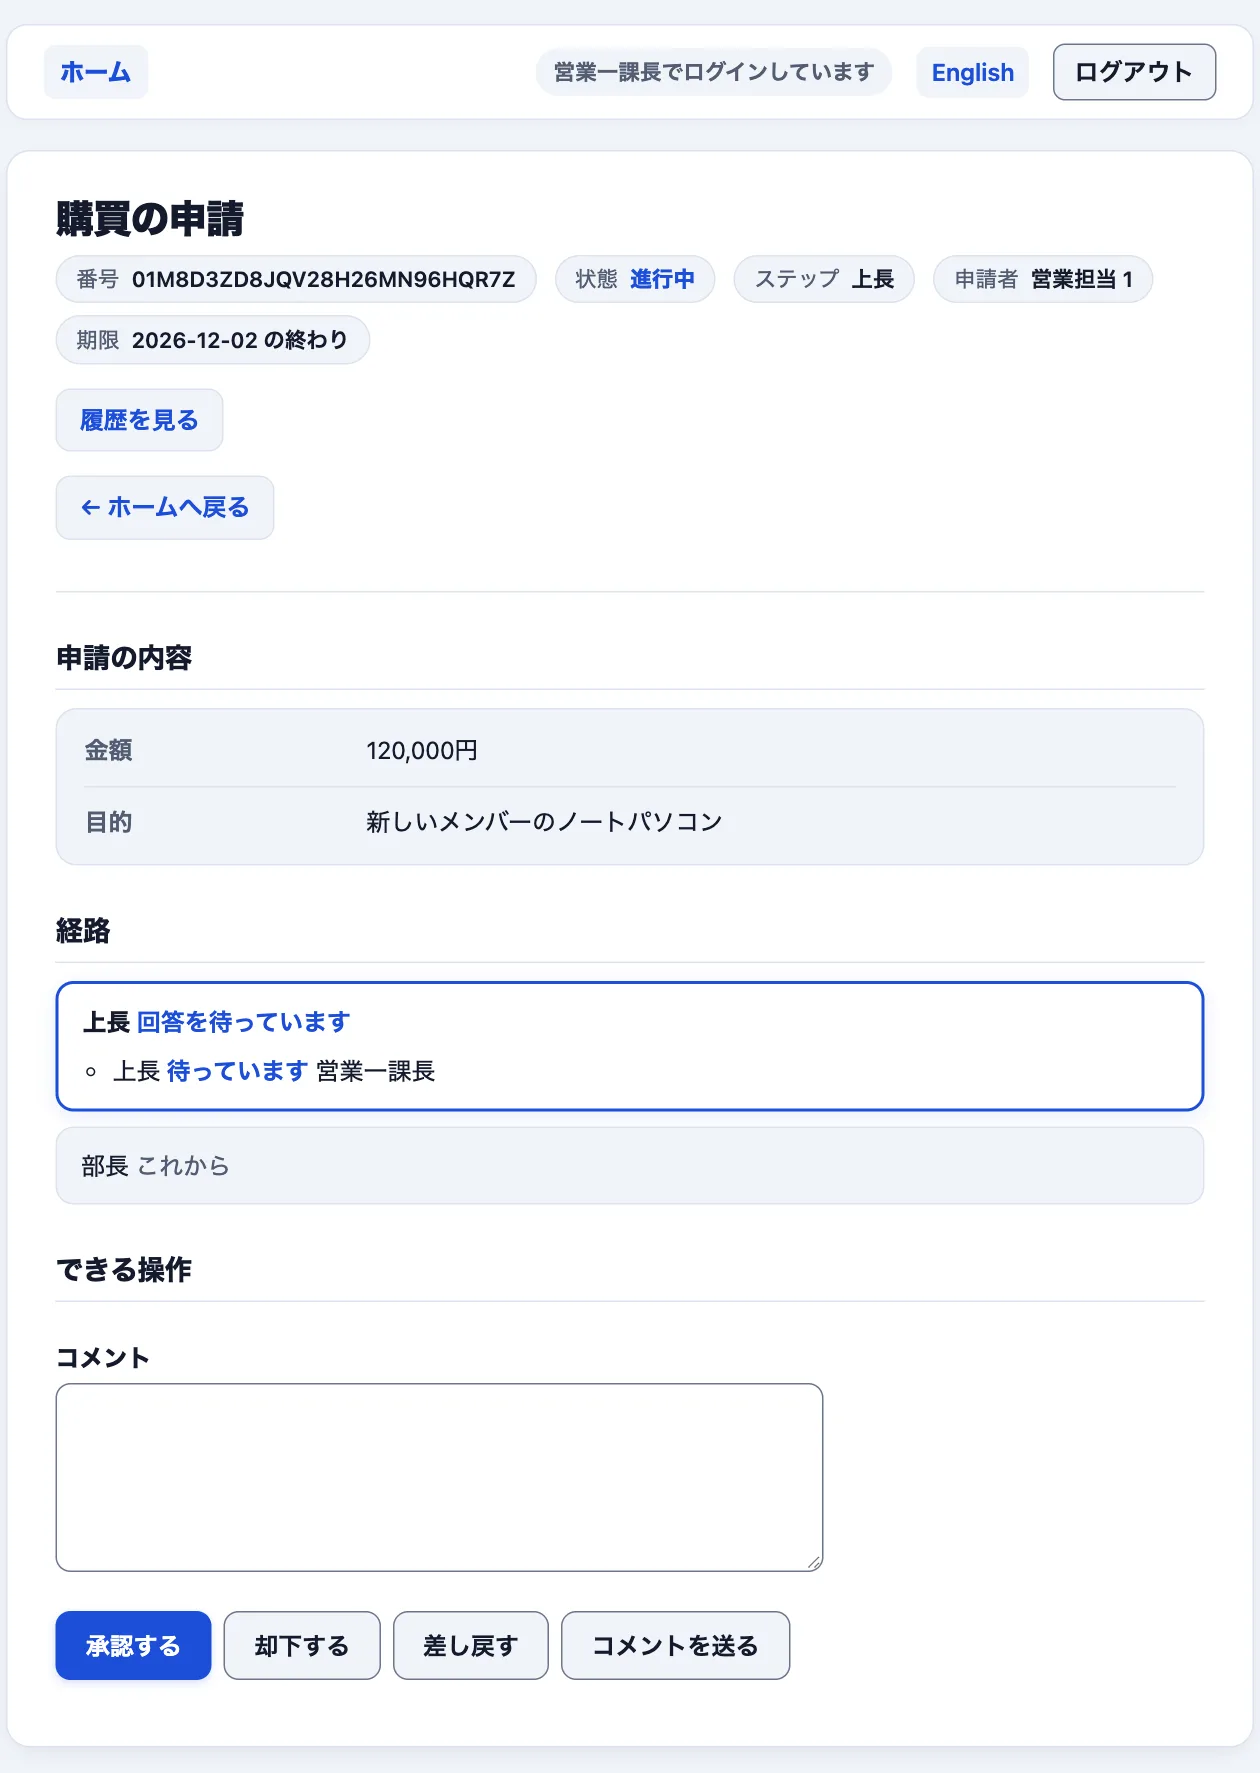 ホーム
営業一課長でログインしています
English
ログアウト
購買の申請
番号 01M8D3ZD8JQV28H26MN96HQR7Z
状態 進行中
ステップ 上長
申請者 営業担当 1
期限 2026-12-02 の終わり
履歴を見る
← ホームへ戻る
申請の内容
金額 120,000円
目的 新しいメンバーのノートパソコン
経路
上長 回答を待っています
上長 待っています 営業一課長
部長 これから
できる操作
コメント
承認する
却下する
差し戻す
コメントを送る